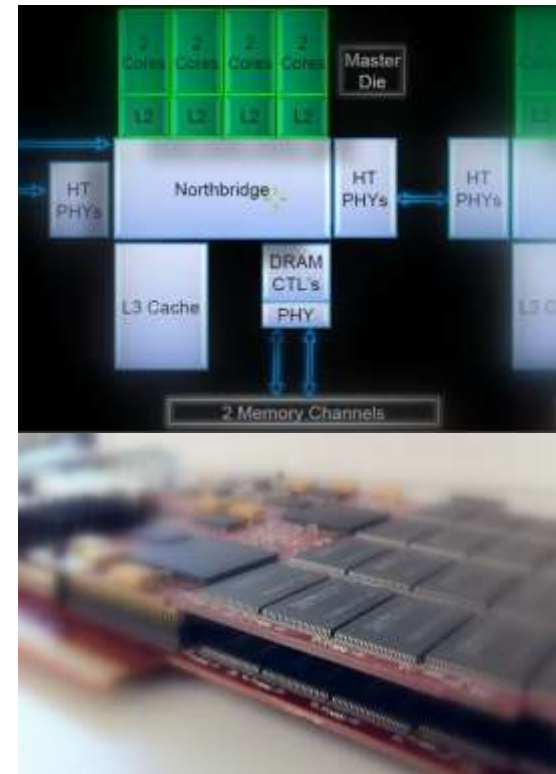 2
Cores
2
Cores
2
Cores
2
Cores
Master
Die
L2
L2
L2
L2
HT
PHYs
Northbridge
HT
PHYs
HT
PHYs
L3 Cache
DRAM
CTL's
PHY
2 Memory Channels